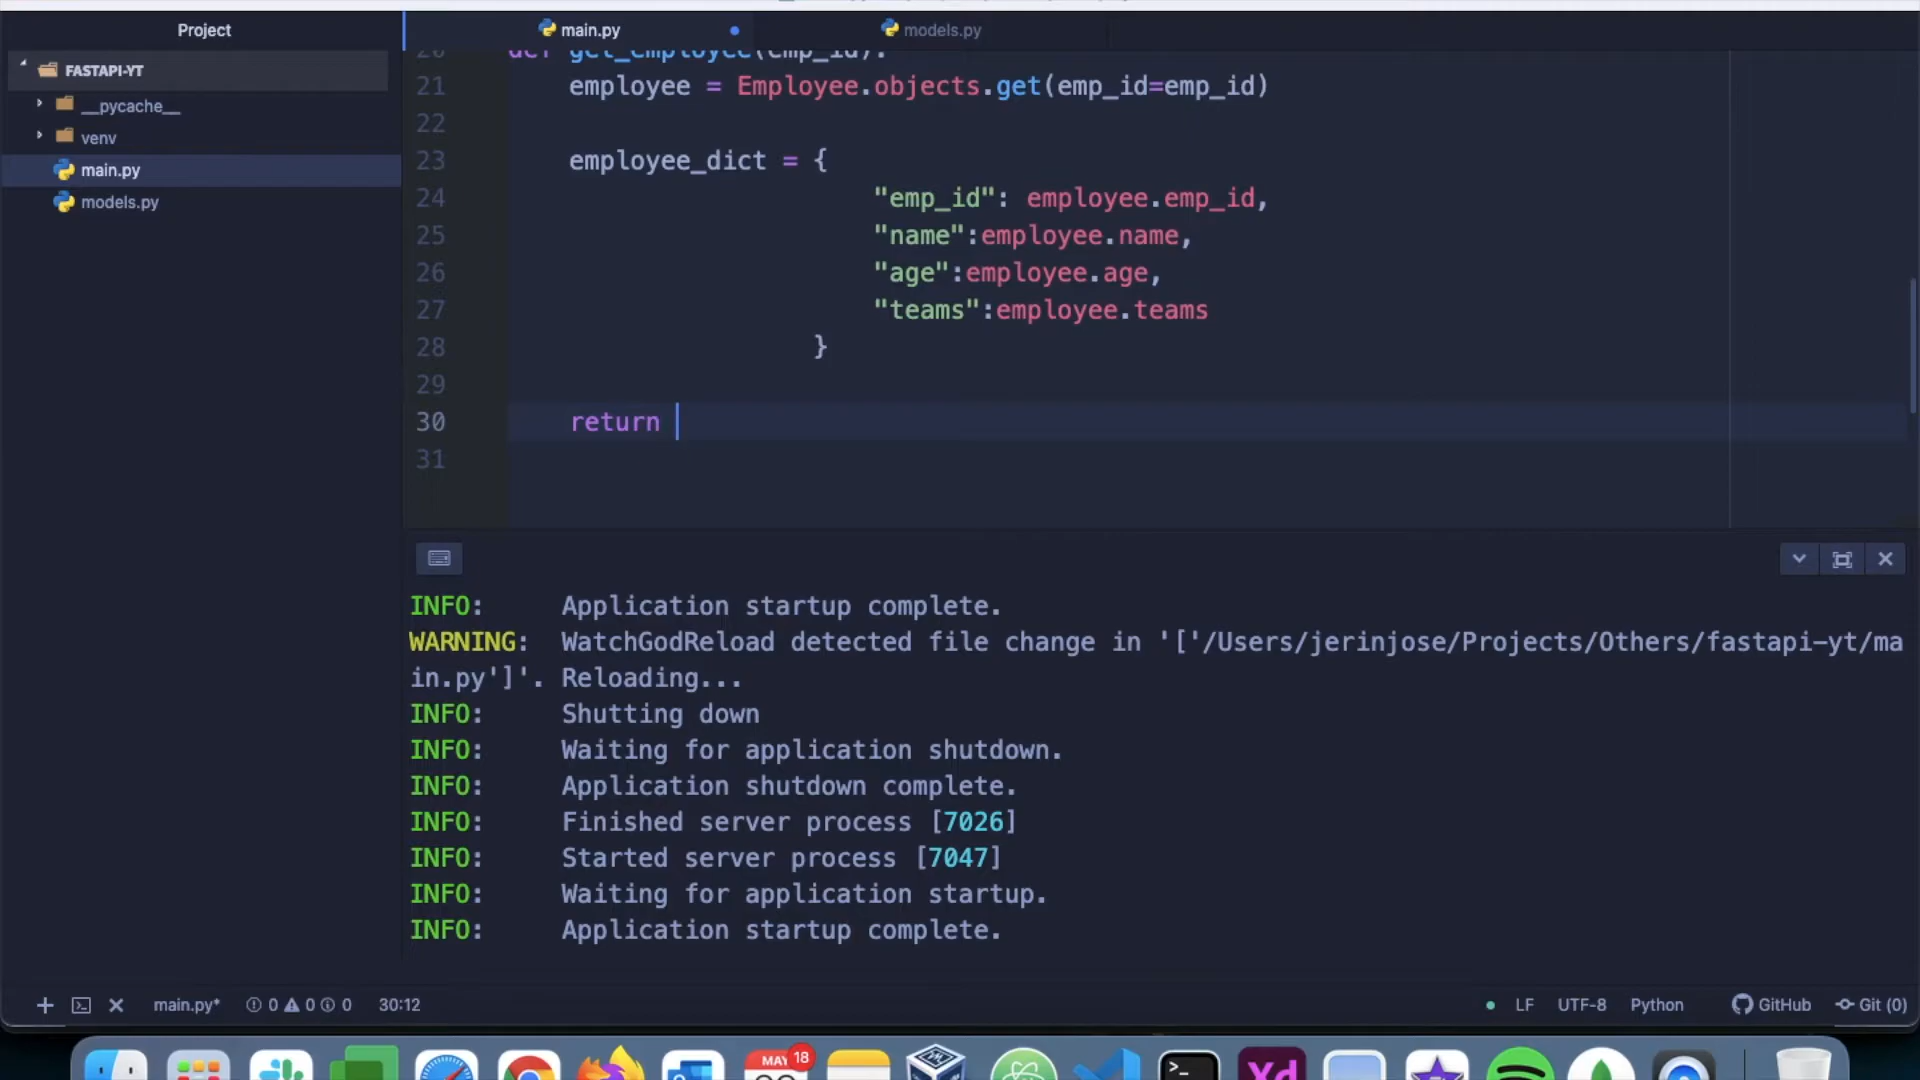 Project
main.py
models.py
FASTAPI-YT
__pycache__
venv
main.py
models.py
20 def get_employee(emp_id):
21 employee = Employee.objects.get(emp_id=emp_id)
22
23 employee_dict = {
24 "emp_id": employee.emp_id,
25 "name":employee.name,
26 "age":employee.age,
27 "teams":employee.teams
28 }
29
30 return
31
INFO: Application startup complete.
WARNING: WatchGodReload detected file change in '['/Users/jerinjose/Projects/Others/fastapi-yt/ma
in.py']'. Reloading...
INFO: Shutting down
INFO: Waiting for application shutdown.
INFO: Application shutdown complete.
INFO: Finished server process [7026]
INFO: Started server process [7047]
INFO: Waiting for application startup.
INFO: Application startup complete.
main.py* 0 0 0 30:12 LF UTF-8 Python GitHub Git (0)
MAY 18
Xd